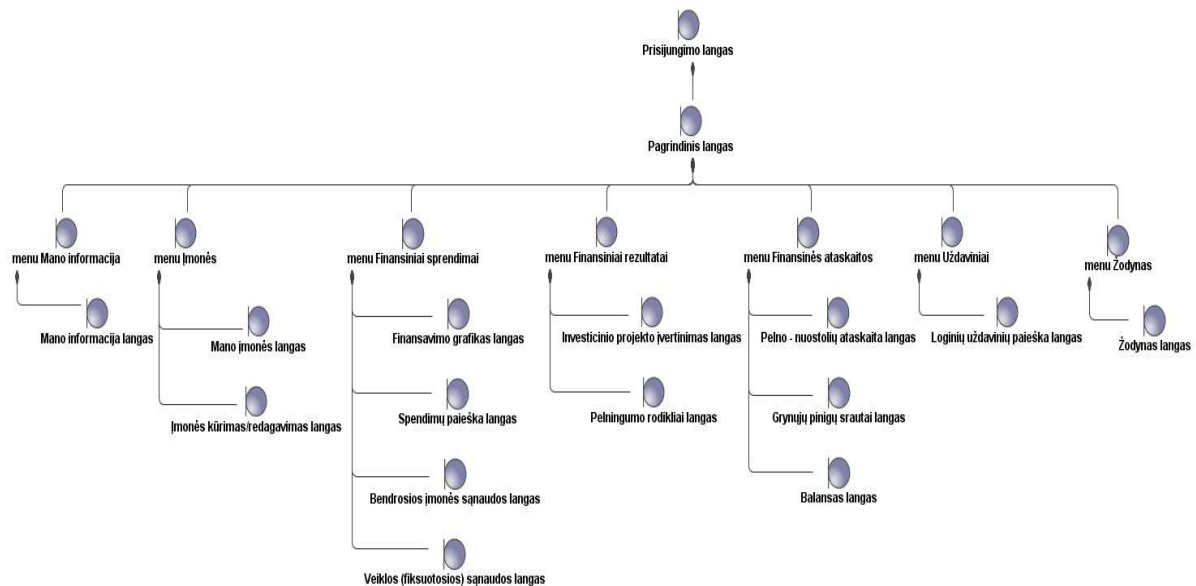 Prisijungimo langas
Pagrindinis langas
menu Mano informacija
menu Įmonės
menu Finansiniai sprendimai
menu Finansiniai rezultatai
menu Finansinės ataskaitos
menu Uždaviniai
menu Žodynas
Mano informacija langas
Mano įmonės langas
Finansavimo grafikas langas
Investicinio projekto įvertinimas langas
Pelno - nuostolių ataskaita langas
Loginių uždavinių paieška langas
Žodynas langas
Įmonės kūrimas/redagavimas langas
Spendimų paieška langas
Pelningumo rodikliai langas
Grynųjų pinigų srautai langas
Bendrosios įmonės sąnaudos langas
Balansas langas
Veiklos (fiksuotosios) sąnaudos langas